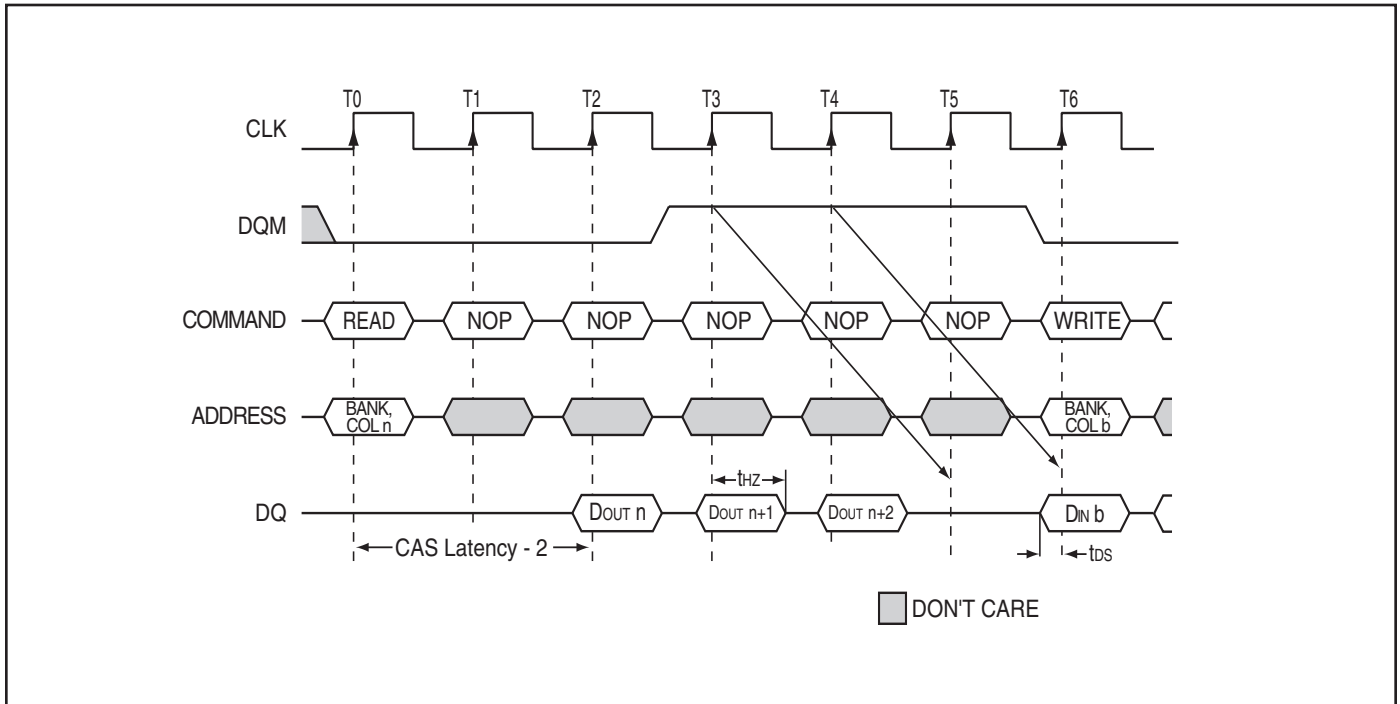 T0 T1 T2 T3 T4 T5 T6
CLK
DQM
COMMAND READ NOP NOP NOP NOP NOP WRITE
ADDRESS BANK, COL n BANK, COL b
tHZ
DQ DOUT n DOUT n+1 DOUT n+2 DIN b
CAS Latency - 2 tDS
DON'T CARE